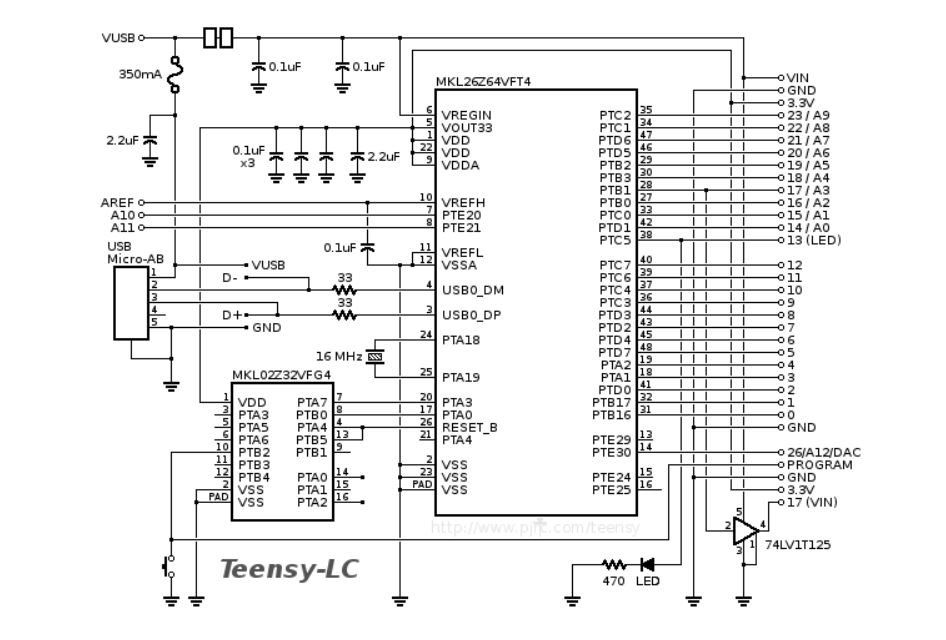 VUSB
350mA
0.1uF
0.1uF
2.2uF
MKL26Z64VFT4
6 VREGIN
5 VOUT33
1 VDD
22 VDD
9 VDDA
0.1uF
x3
2.2uF
AREF
A10
A11
10 VREFH
7 PTE20
8 PTE21
0.1uF
11 VREFL
12 VSSA
USB
Micro-AB
1
2
3
4
5
VUSB
D-
D+
GND
33
33
4 USB0_DM
3 USB0_DP
24 PTA18
16 MHz
25 PTA19
20 PTA3
17 PTA0
26 RESET_B
21 PTA4
2 VSS
23 VSS
PAD VSS
PTC2 35
PTC1 34
PTD6 47
PTD5 46
PTB2 29
PTB3 30
PTB1 28
PTB0 27
PTC0 33
PTD1 42
PTC5 38
PTC7 40
PTC6 39
PTC4 37
PTC3 36
PTD3 44
PTD2 43
PTD4 45
PTD7 48
PTA2 19
PTA1 18
PTD0 41
PTB17 32
PTB16 31
PTE29 13
PTE30 14
PTE24 15
PTE25 16
VIN
GND
3.3V
23 / A9
22 / A8
21 / A7
20 / A6
19 / A5
18 / A4
17 / A3
16 / A2
15 / A1
14 / A0
13 (LED)
12
11
10
9
8
7
6
5
4
3
2
1
0
GND
26/A12/DAC
PROGRAM
GND
3.3V
17 (VIN)
MKL02Z32VFG4
1 VDD
3 PTA3
5 PTA5
6 PTA6
10 PTB2
11 PTB3
12 PTB4
2 VSS
PAD VSS
PTA7 7
PTB0 8
PTA4 4
PTB5 13
PTB1 9
PTA0 14
PTA1 15
PTA2 16
http://www.pjrc.com/teensy
5
2
4
3
1
74LV1T125
470
LED
Teensy-LC